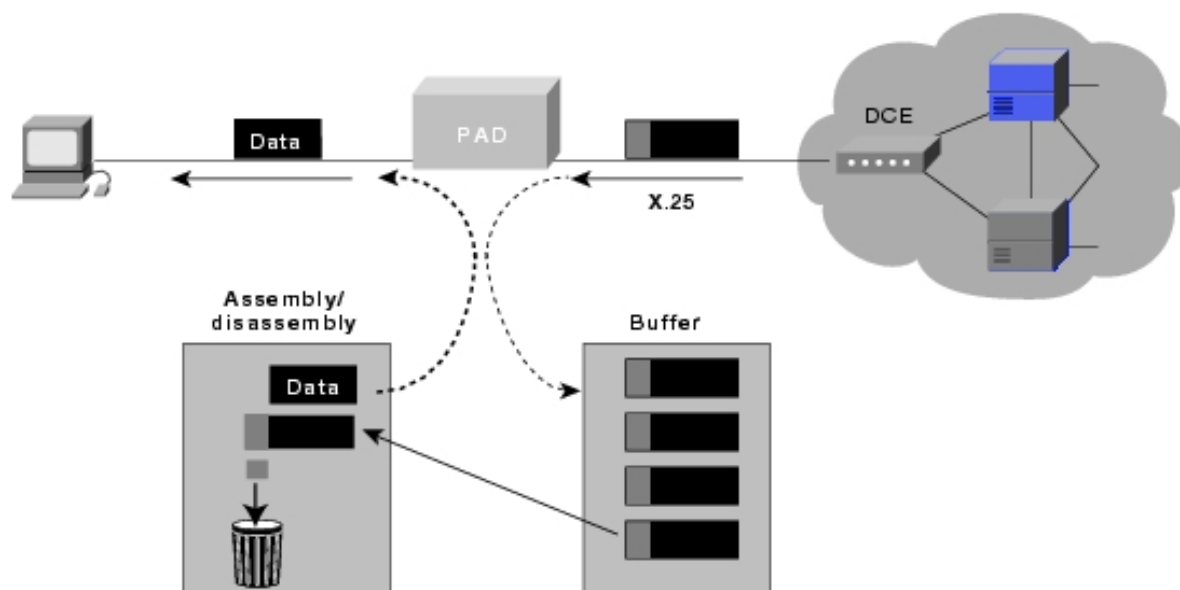 DCE
Data
PAD
X.25
Assembly/
disassembly
Buffer
Data